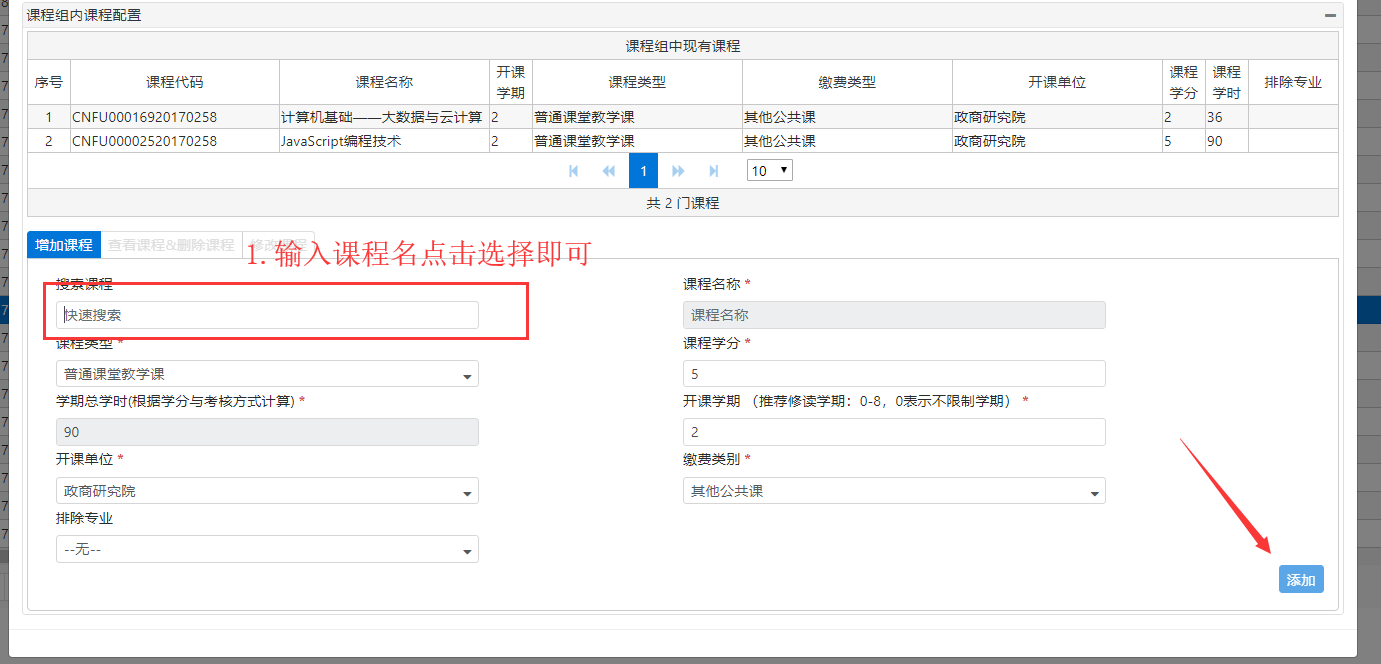 课程组内课程配置
课程组中现有课程
序号 课程代码 课程名称 开课学期 课程类型 缴费类型 开课单位 课程学分 课程学时 排除专业
1 CNFU00016920170258 计算机基础——大数据与云计算 2 普通课堂教学课 其他公共课 政商研究院 2 36
2 CNFU00002520170258 JavaScript编程技术 2 普通课堂教学课 其他公共课 政商研究院 5 90
1 10
共 2 门课程
增加课程 查看课程&删除课程 修改课程
1. 输入课程名点击选择即可
搜索课程 课程名称 *
快速搜索 课程名称
课程类型 * 课程学分 *
普通课堂教学课 5
学期总学时(根据学分与考核方式计算) * 开课学期 （推荐修读学期：0-8，0表示不限制学期） *
90 2
开课单位 * 缴费类别 *
政商研究院 其他公共课
排除专业
--无--
添加